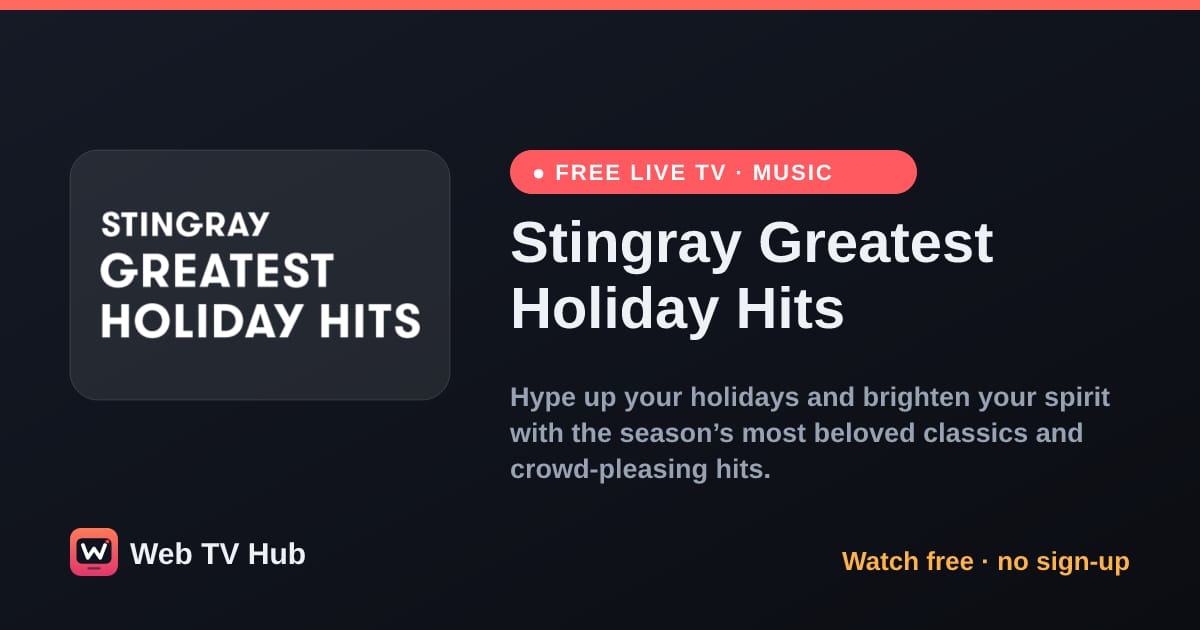 STINGRAY
GREATEST
HOLIDAY HITS
FREE LIVE TV · MUSIC
Stingray Greatest
Holiday Hits
Hype up your holidays and brighten your spirit
with the season’s most beloved classics and
crowd-pleasing hits.
W
Web TV Hub
Watch free · no sign-up